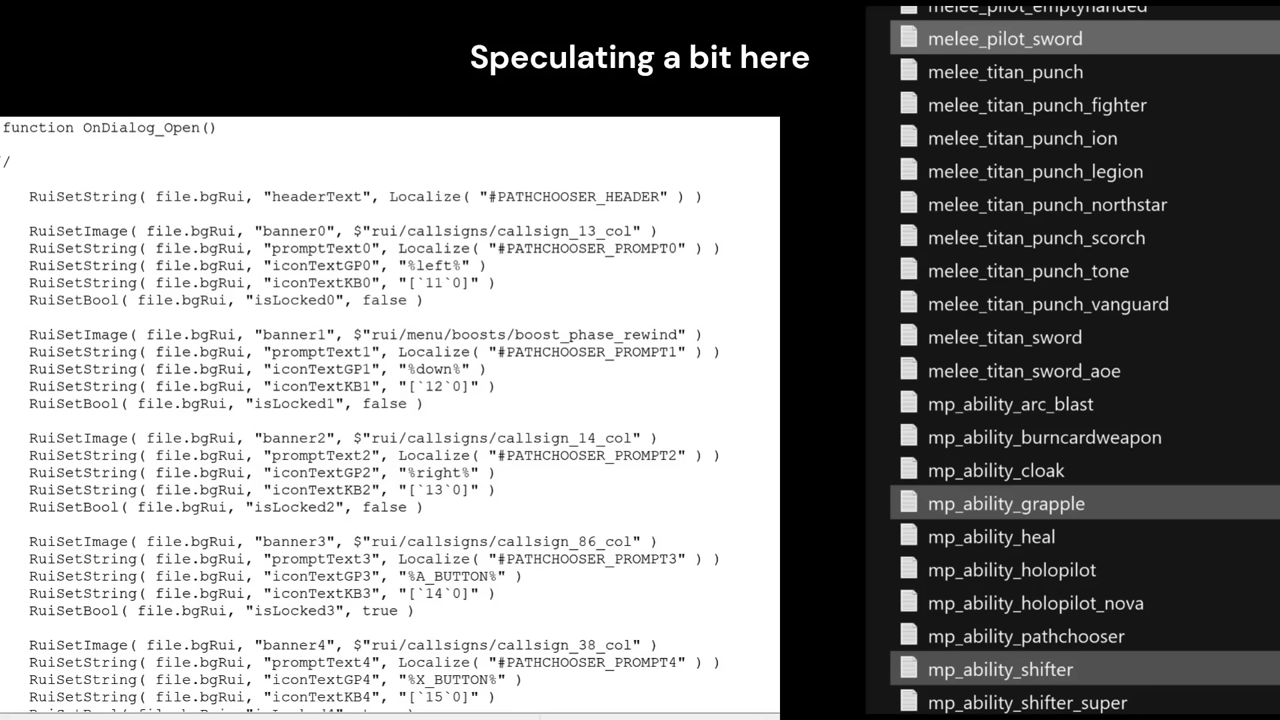 Speculating a bit here
function OnDialog_Open()
/
RuiSetString( file.bgRui, "headerText", Localize( "#PATHCHOOSER_HEADER" ) )
RuiSetImage( file.bgRui, "banner0", $"rui/callsigns/callsign_13_col" )
RuiSetString( file.bgRui, "promptText0", Localize( "#PATHCHOOSER_PROMPT0" ) )
RuiSetString( file.bgRui, "iconTextGP0", "%left%" )
RuiSetString( file.bgRui, "iconTextKB0", "[`11`0]" )
RuiSetBool( file.bgRui, "isLocked0", false )
RuiSetImage( file.bgRui, "banner1", $"rui/menu/boosts/boost_phase_rewind" )
RuiSetString( file.bgRui, "promptText1", Localize( "#PATHCHOOSER_PROMPT1" ) )
RuiSetString( file.bgRui, "iconTextGP1", "%down%" )
RuiSetString( file.bgRui, "iconTextKB1", "[`12`0]" )
RuiSetBool( file.bgRui, "isLocked1", false )
RuiSetImage( file.bgRui, "banner2", $"rui/callsigns/callsign_14_col" )
RuiSetString( file.bgRui, "promptText2", Localize( "#PATHCHOOSER_PROMPT2" ) )
RuiSetString( file.bgRui, "iconTextGP2", "%right%" )
RuiSetString( file.bgRui, "iconTextKB2", "[`13`0]" )
RuiSetBool( file.bgRui, "isLocked2", false )
RuiSetImage( file.bgRui, "banner3", $"rui/callsigns/callsign_86_col" )
RuiSetString( file.bgRui, "promptText3", Localize( "#PATHCHOOSER_PROMPT3" ) )
RuiSetString( file.bgRui, "iconTextGP3", "%A_BUTTON%" )
RuiSetString( file.bgRui, "iconTextKB3", "[`14`0]" )
RuiSetBool( file.bgRui, "isLocked3", true )
RuiSetImage( file.bgRui, "banner4", $"rui/callsigns/callsign_38_col" )
RuiSetString( file.bgRui, "promptText4", Localize( "#PATHCHOOSER_PROMPT4" ) )
RuiSetString( file.bgRui, "iconTextGP4", "%X_BUTTON%" )
RuiSetString( file.bgRui, "iconTextKB4", "[`15`0]" )
melee_pilot_emptyhanded
melee_pilot_sword
melee_titan_punch
melee_titan_punch_fighter
melee_titan_punch_ion
melee_titan_punch_legion
melee_titan_punch_northstar
melee_titan_punch_scorch
melee_titan_punch_tone
melee_titan_punch_vanguard
melee_titan_sword
melee_titan_sword_aoe
mp_ability_arc_blast
mp_ability_burncardweapon
mp_ability_cloak
mp_ability_grapple
mp_ability_heal
mp_ability_holopilot
mp_ability_holopilot_nova
mp_ability_pathchooser
mp_ability_shifter
mp_ability_shifter_super